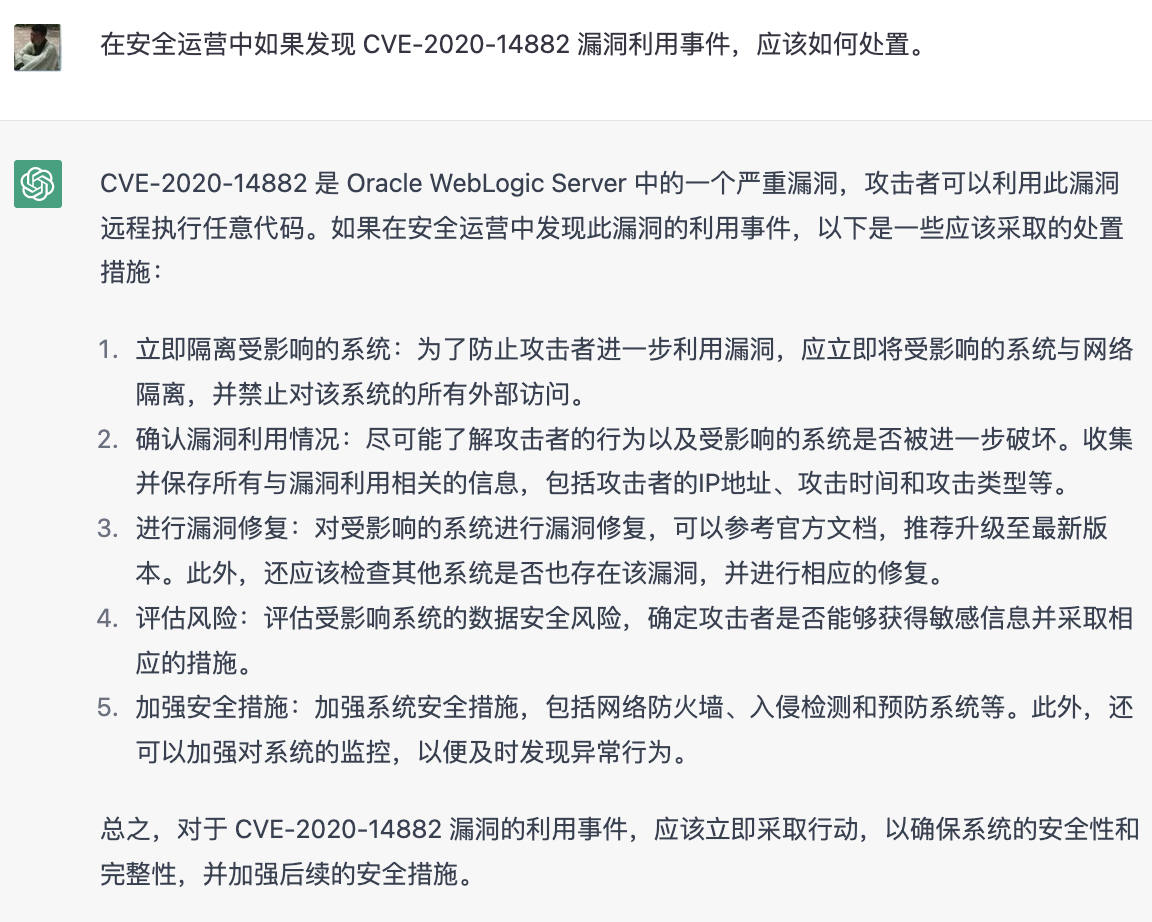 在安全运营中如果发现 CVE-2020-14882 漏洞利用事件，应该如何处置。
CVE-2020-14882 是 Oracle WebLogic Server 中的一个严重漏洞，攻击者可以利用此漏洞
远程执行任意代码。如果在安全运营中发现此漏洞的利用事件，以下是一些应该采取的处置
措施：
1. 立即隔离受影响的系统：为了防止攻击者进一步利用漏洞，应立即将受影响的系统与网络
隔离，并禁止对该系统的所有外部访问。
2. 确认漏洞利用情况：尽可能了解攻击者的行为以及受影响的系统是否被进一步破坏。收集
并保存所有与漏洞利用相关的信息，包括攻击者的IP地址、攻击时间和攻击类型等。
3. 进行漏洞修复：对受影响的系统进行漏洞修复，可以参考官方文档，推荐升级至最新版
本。此外，还应该检查其他系统是否也存在该漏洞，并进行相应的修复。
4. 评估风险：评估受影响系统的数据安全风险，确定攻击者是否能够获得敏感信息并采取相
应的措施。
5. 加强安全措施：加强系统安全措施，包括网络防火墙、入侵检测和预防系统等。此外，还
可以加强对系统的监控，以便及时发现异常行为。
总之，对于 CVE-2020-14882 漏洞的利用事件，应该立即采取行动，以确保系统的安全性和
完整性，并加强后续的安全措施。